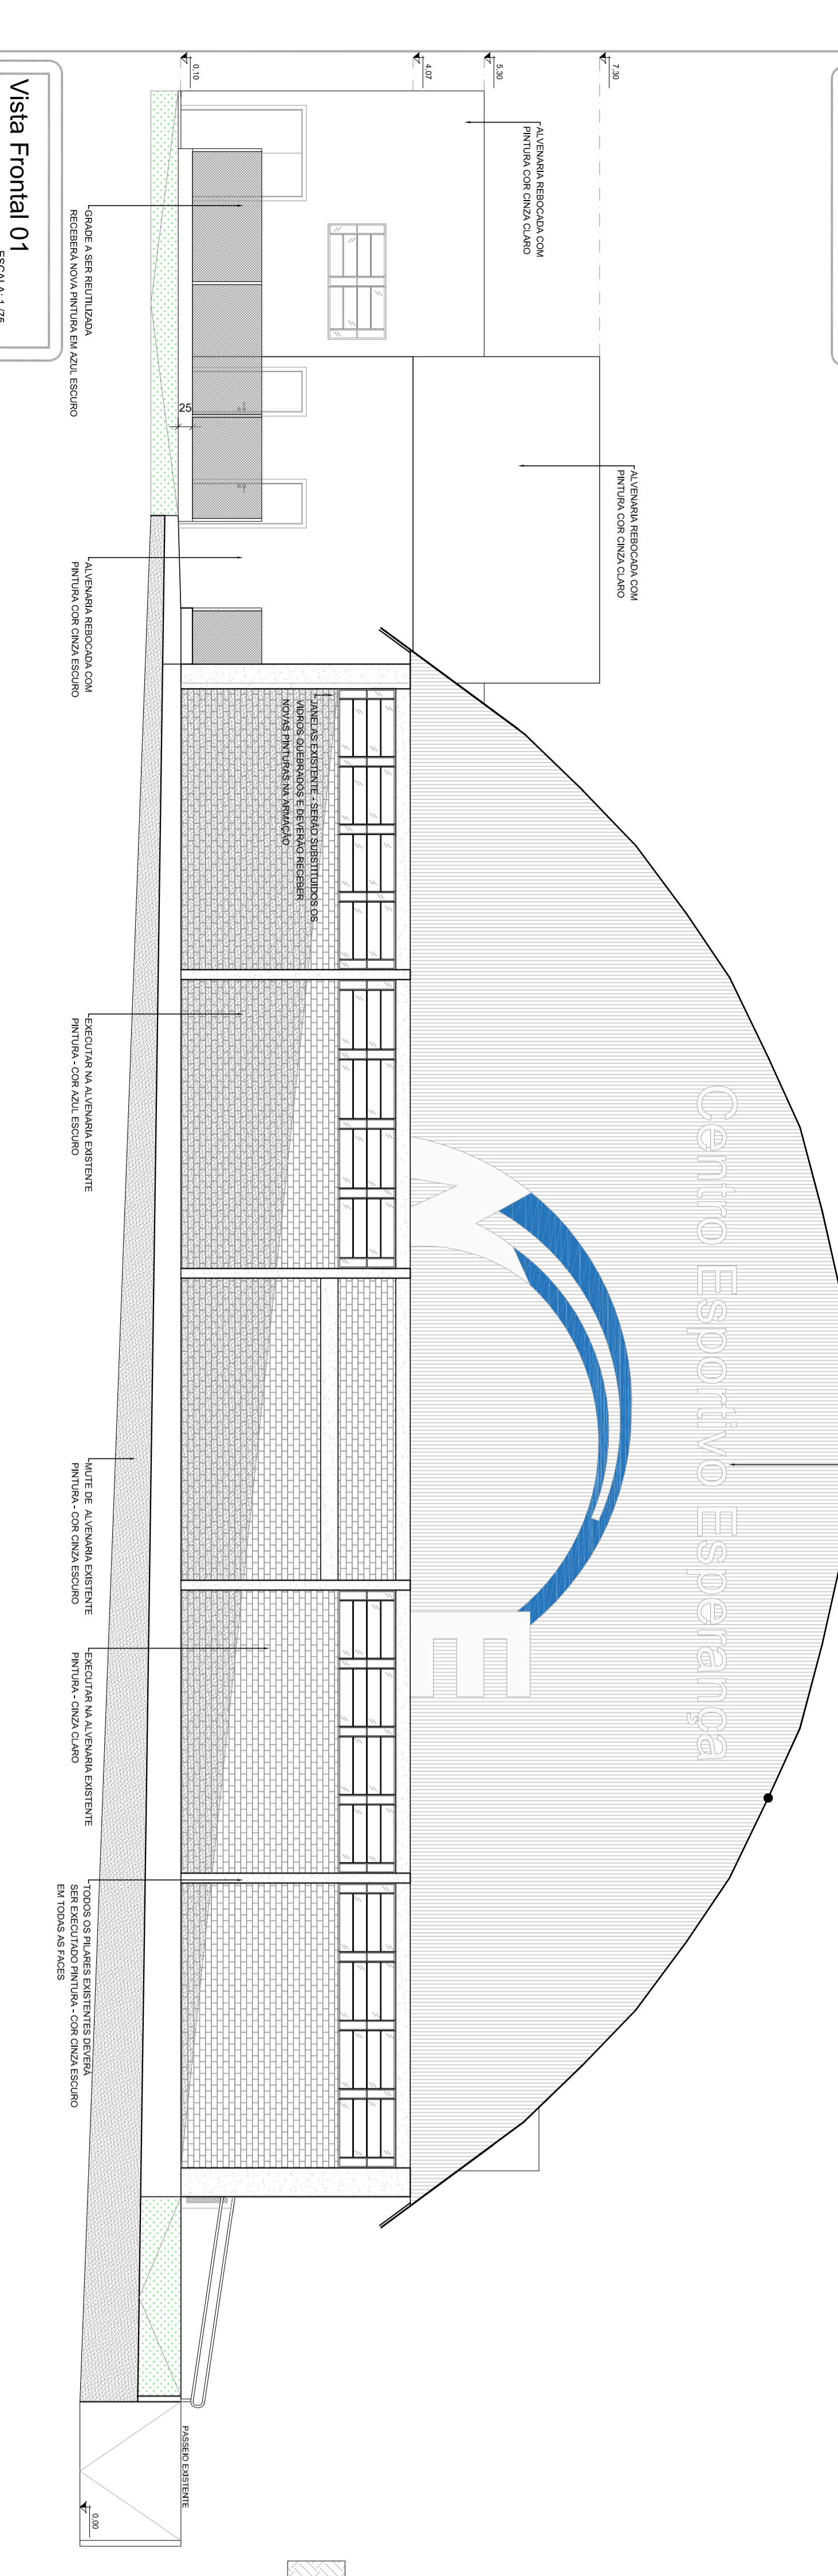 7,30
5,30
4,07
0,10
ALVENARIA REBOCADA COM
PINTURA COR CINZA CLARO
ALVENARIA REBOCADA COM
PINTURA COR CINZA CLARO
Centro Esportivo Esperança
E
JANELAS EXISTENTE - SERÃO SUBSTITUIDOS OS
VIDROS QUEBRADOS E DEVERÃO RECEBER
NOVAS PINTURAS NA ARMAÇÃO
25
PASSEIO EXISTENTE
0,00
GRADE A SER REUTILIZADA
RECEBERÁ NOVA PINTURA EM AZUL ESCURO
ALVENARIA REBOCADA COM
PINTURA COR CINZA ESCURO
EXECUTAR NA ALVENARIA EXISTENTE
PINTURA - COR AZUL ESCURO
MUTE DE ALVENARIA EXISTENTE
PINTURA - COR CINZA ESCURO
EXECUTAR NA ALVENARIA EXISTENTE
PINTURA - CINZA CLARO
TODOS OS PILARES EXISTENTES DEVERÁ
SER EXECUTADO PINTURA - COR CINZA ESCURO
EM TODAS AS FACES
Vista Frontal 01
ESCALA: 1 /75